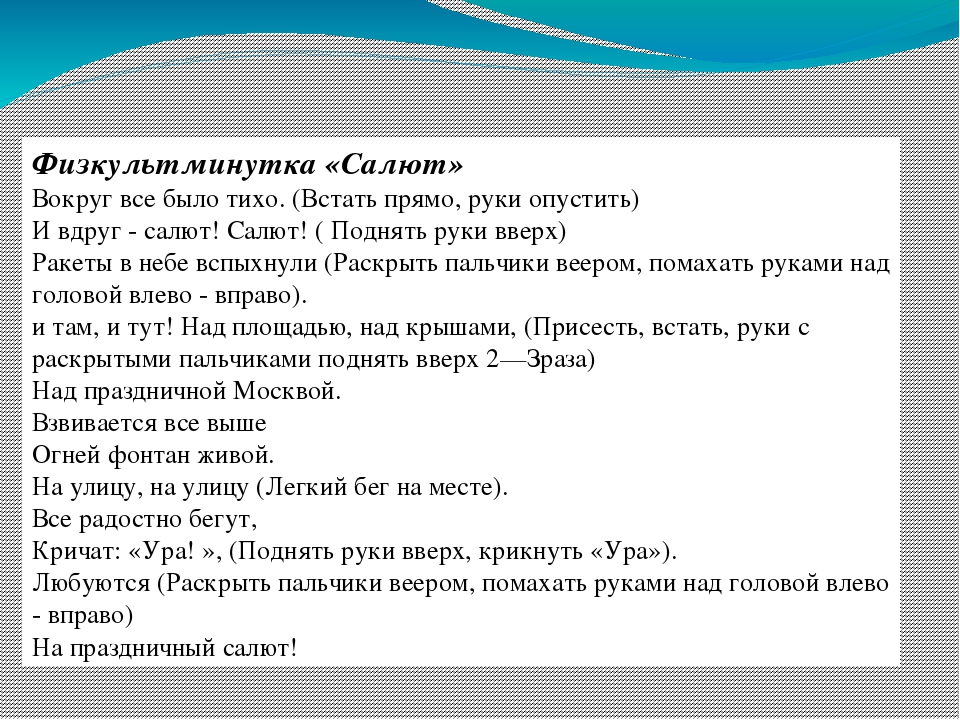 Физкультминутка «Салют»
Вокруг все было тихо. (Встать прямо, руки опустить)
И вдруг - салют! Салют! ( Поднять руки вверх)
Ракеты в небе вспыхнули (Раскрыть пальчики веером, помахать руками над
головой влево - вправо).
и там, и тут! Над площадью, над крышами, (Присесть, встать, руки с
раскрытыми пальчиками поднять вверх 2—Зраза)
Над праздничной Москвой.
Взвивается все выше
Огней фонтан живой.
На улицу, на улицу (Легкий бег на месте).
Все радостно бегут,
Кричат: «Ура! », (Поднять руки вверх, крикнуть «Ура»).
Любуются (Раскрыть пальчики веером, помахать руками над головой влево
- вправо)
На праздничный салют!